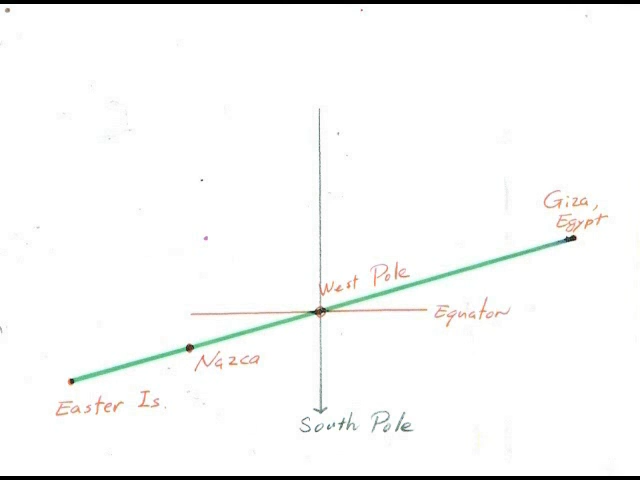 Giza,
Egypt
West Pole
Equator
Nazca
Easter Is.
South Pole